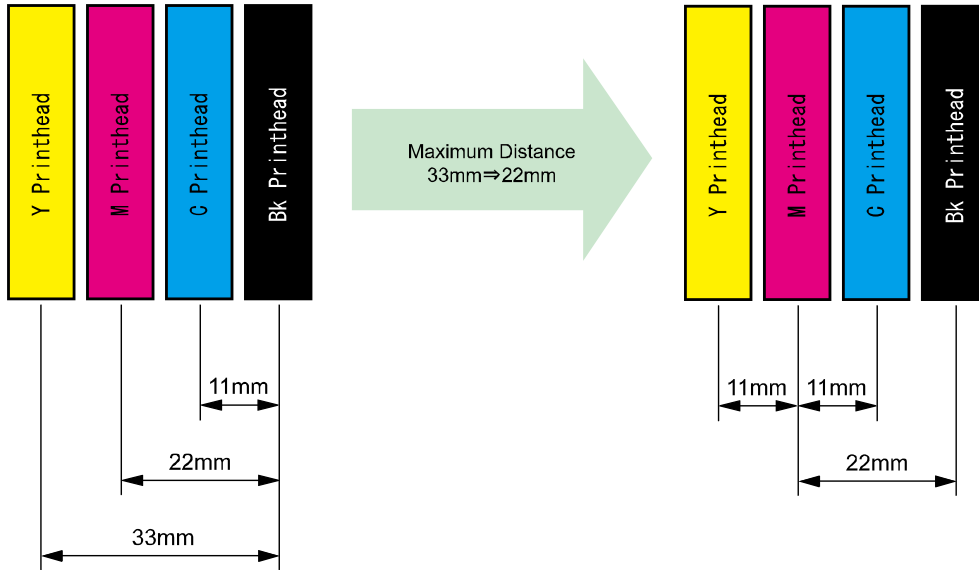 Y Printhead
M Printhead
C Printhead
Bk Printhead
Maximum Distance
33mm⇒22mm
Y Printhead
M Printhead
C Printhead
Bk Printhead
11mm
22mm
33mm
11mm
11mm
22mm